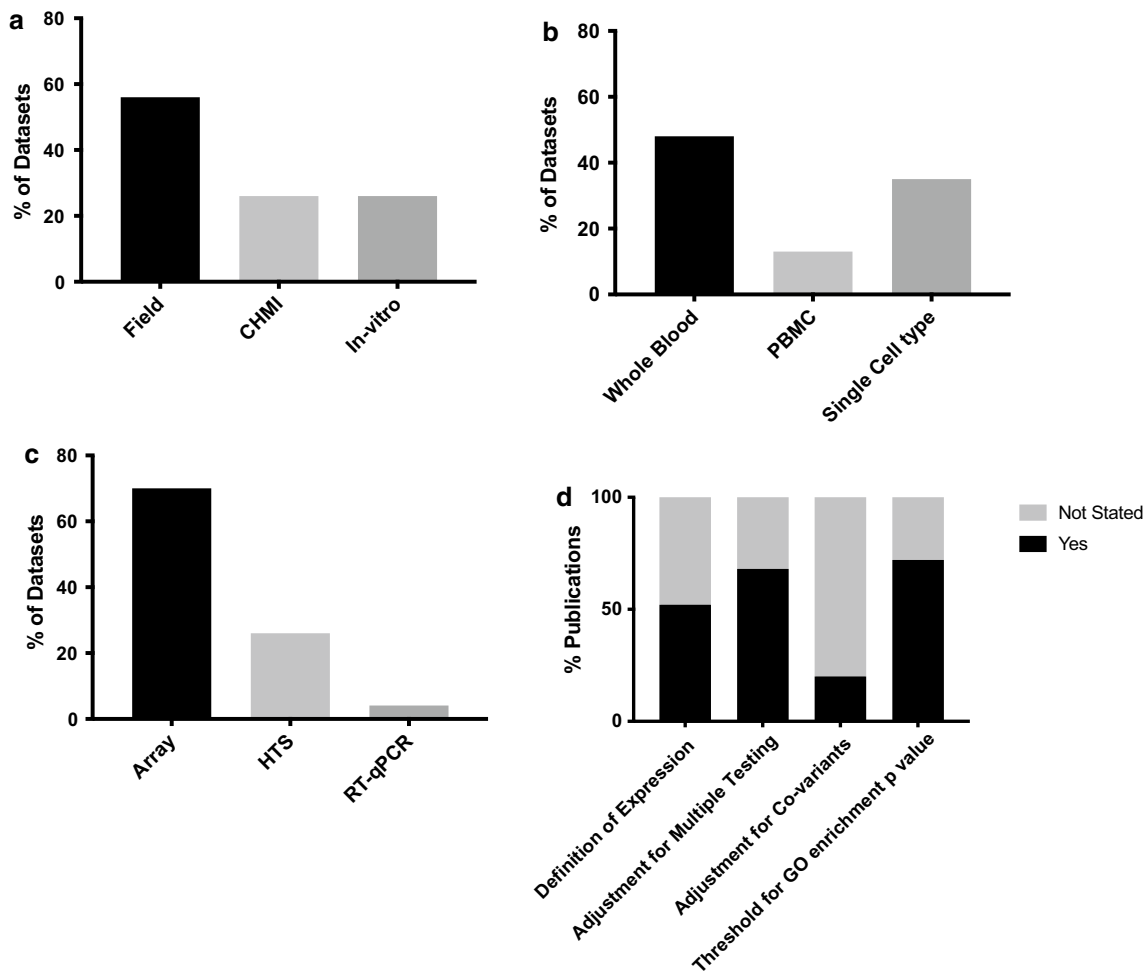 a
80
60
40
20
0
% of Datasets
Field
CHMI
In-vitro
b
80
60
40
20
0
% of Datasets
Whole Blood
PBMC
Single Cell type
c
80
60
40
20
0
% of Datasets
Array
HTS
RT-qPCR
d
100
50
0
% Publications
Definition of Expression
Adjustment for Multiple Testing
Adjustment for Co-variants
Threshold for GO enrichment p value
Not Stated
Yes